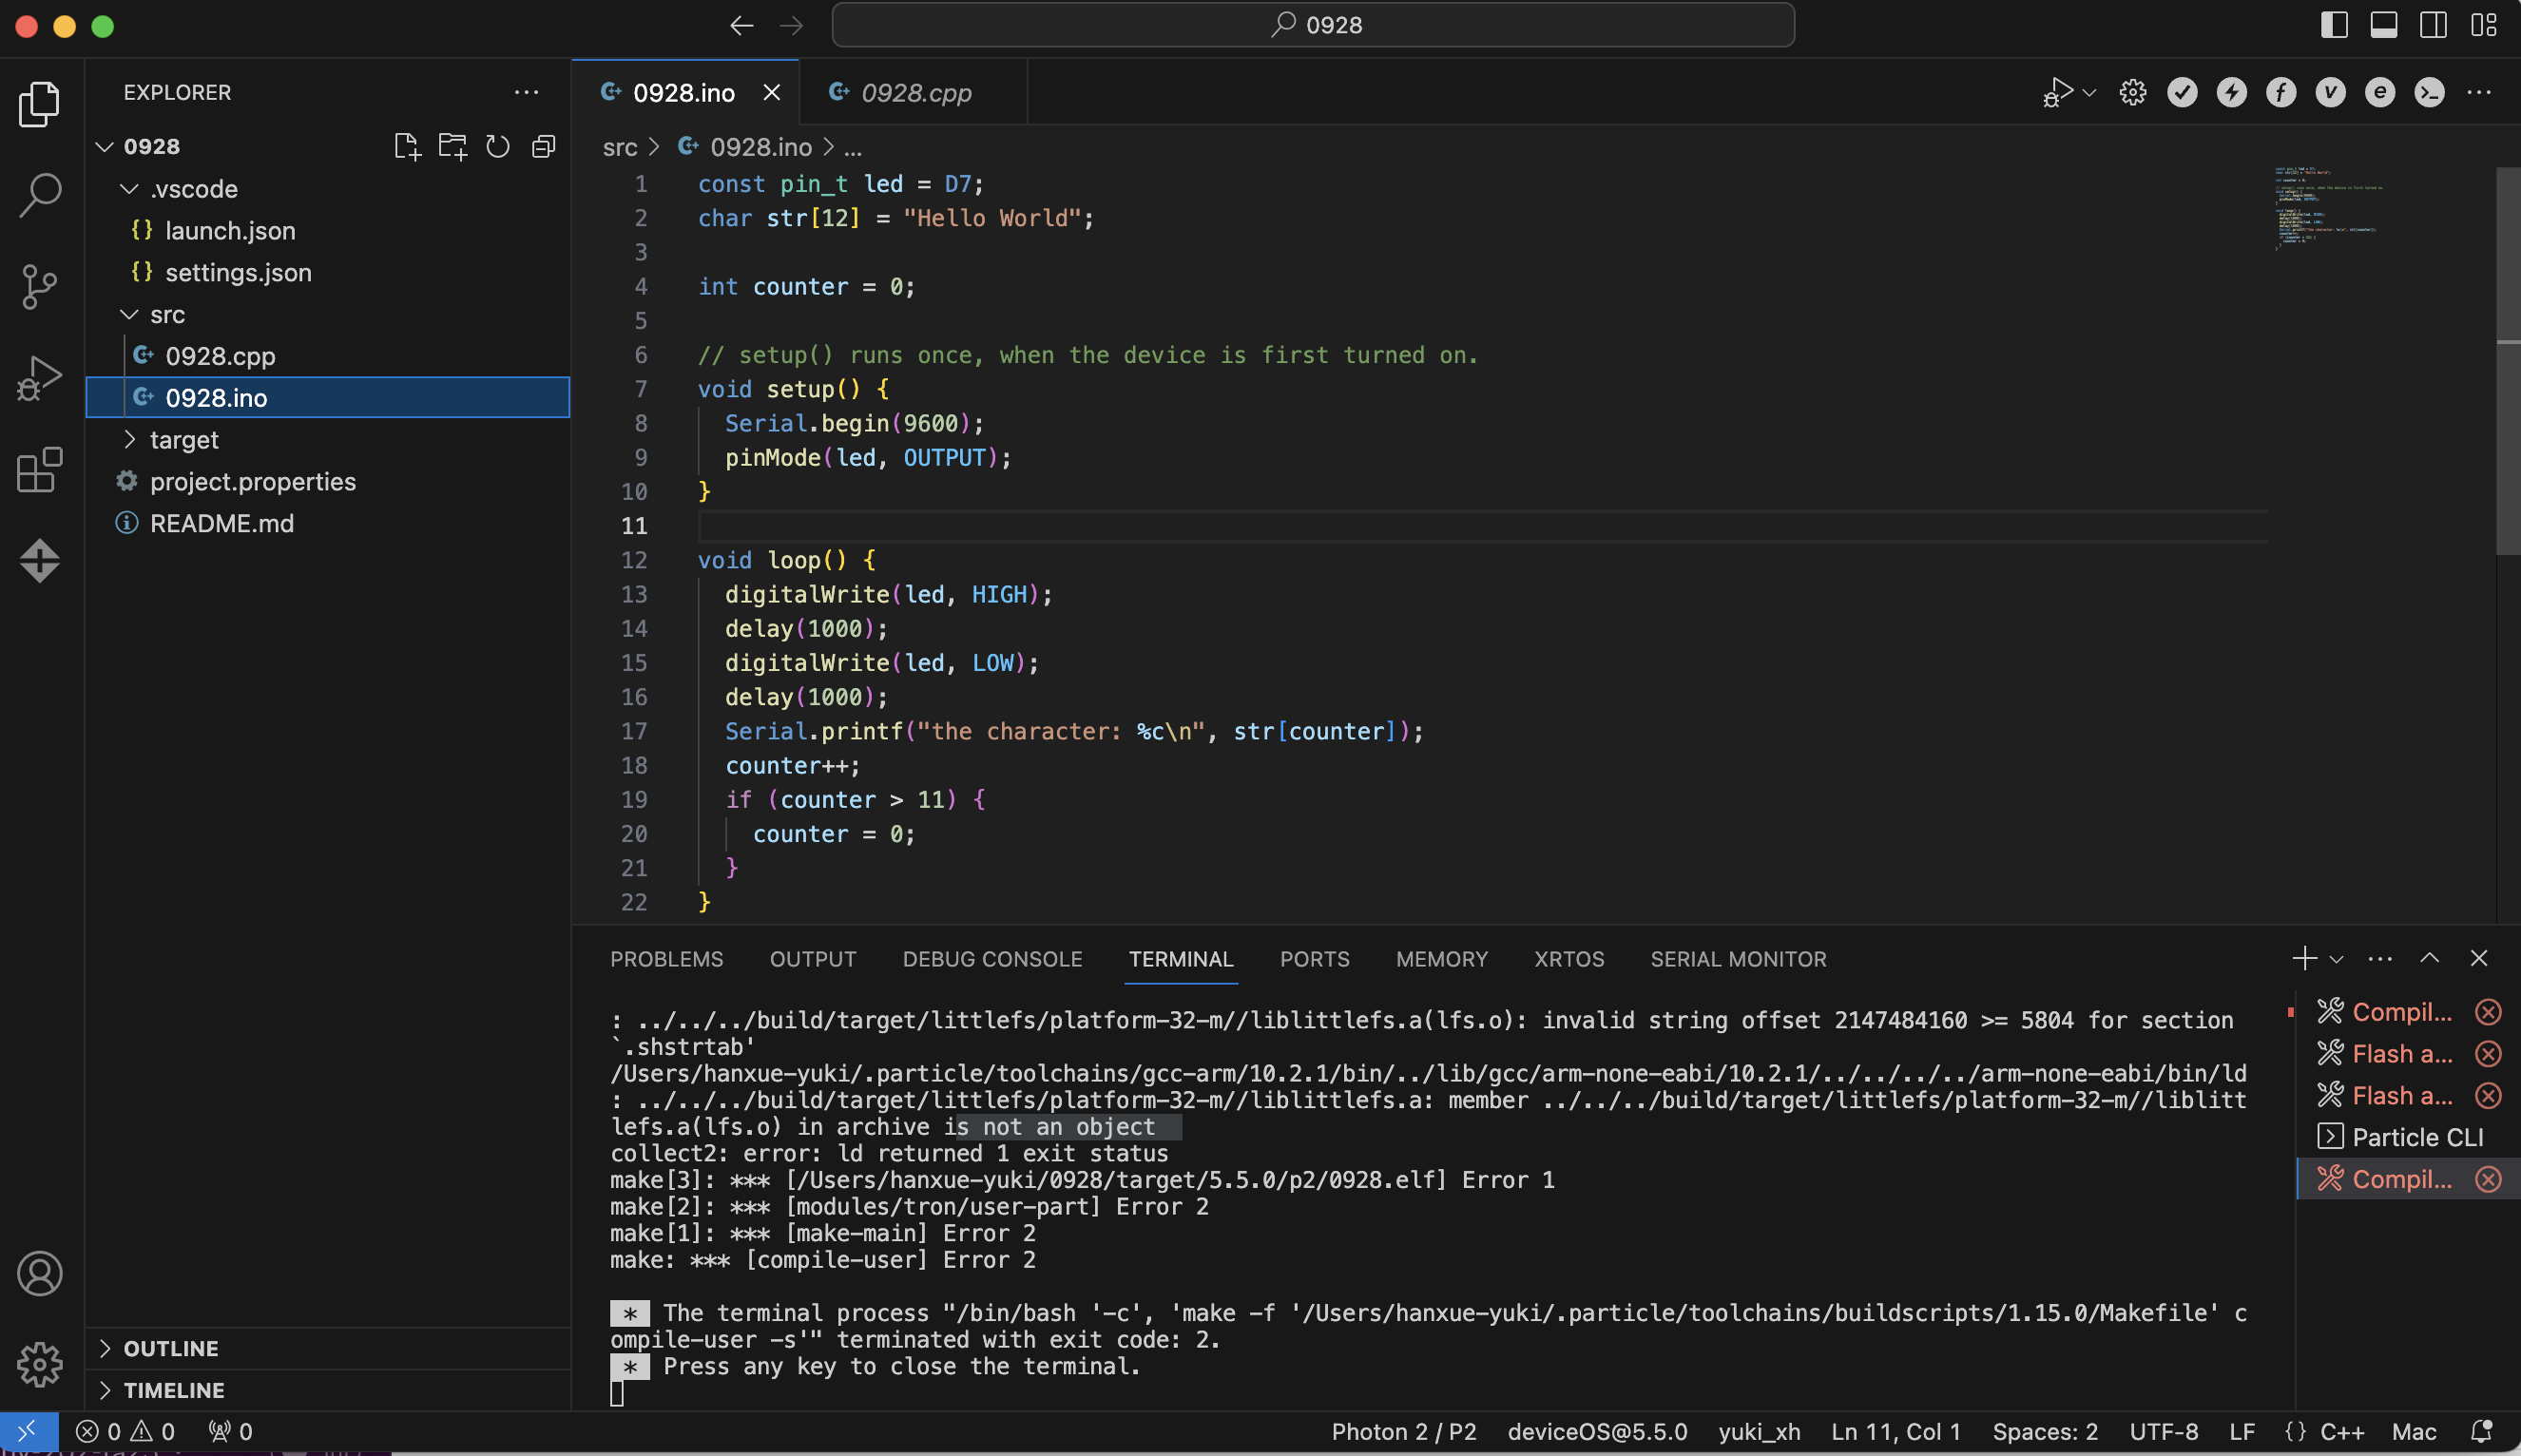 0928
EXPLORER
0928
.vscode
{} launch.json
{} settings.json
src
0928.cpp
0928.ino
target
project.properties
README.md
OUTLINE
TIMELINE
0928.ino
0928.cpp
src > 0928.ino > ...
1 const pin_t led = D7;
2 char str[12] = "Hello World";
3
4 int counter = 0;
5
6 // setup() runs once, when the device is first turned on.
7 void setup() {
8 Serial.begin(9600);
9 pinMode(led, OUTPUT);
10 }
11
12 void loop() {
13 digitalWrite(led, HIGH);
14 delay(1000);
15 digitalWrite(led, LOW);
16 delay(1000);
17 Serial.printf("the character: %c\n", str[counter]);
18 counter++;
19 if (counter > 11) {
20 counter = 0;
21 }
22 }
PROBLEMS OUTPUT DEBUG CONSOLE TERMINAL PORTS MEMORY XRTOS SERIAL MONITOR
: ../../../build/target/littlefs/platform-32-m//liblittlefs.a(lfs.o): invalid string offset 2147484160 >= 5804 for section
`.shstrtab'
/Users/hanxue-yuki/.particle/toolchains/gcc-arm/10.2.1/bin/../lib/gcc/arm-none-eabi/10.2.1/../../../../arm-none-eabi/bin/ld
: ../../../build/target/littlefs/platform-32-m//liblittlefs.a: member ../../../build/target/littlefs/platform-32-m//liblitt
lefs.a(lfs.o) in archive is not an object
collect2: error: ld returned 1 exit status
make[3]: *** [/Users/hanxue-yuki/0928/target/5.5.0/p2/0928.elf] Error 1
make[2]: *** [modules/tron/user-part] Error 2
make[1]: *** [make-main] Error 2
make: *** [compile-user] Error 2
* The terminal process "/bin/bash '-c', 'make -f '/Users/hanxue-yuki/.particle/toolchains/buildscripts/1.15.0/Makefile' c
ompile-user -s'" terminated with exit code: 2.
* Press any key to close the terminal.
Compil...
Flash a...
Flash a...
Particle CLI
Compil...
0 0 0 Photon 2 / P2 deviceOS@5.5.0 yuki_xh Ln 11, Col 1 Spaces: 2 UTF-8 LF {} C++ Mac